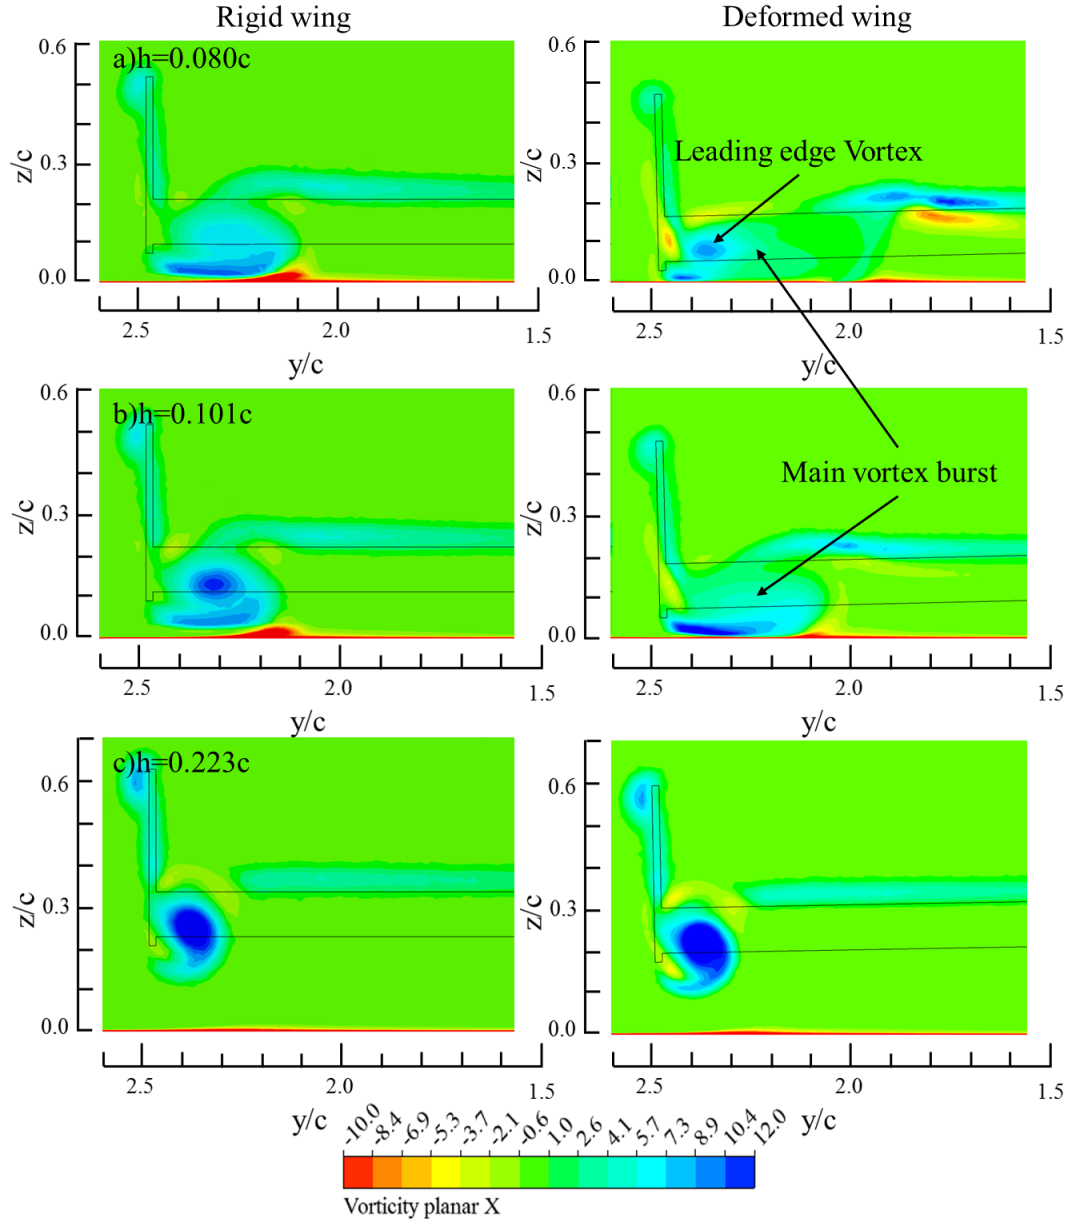 Rigid wing Deformed wing
a)h=0.080c
0.6 0.6
z/c z/c
0.3 0.3
Leading edge Vortex
0.0 0.0
2.5 2.0 1.5 2.5 2.0 1.5
y/c y/c
b)h=0.101c
0.6 0.6
z/c z/c
0.3 0.3
Main vortex burst
0.0 0.0
2.5 2.0 1.5 2.5 2.0 1.5
y/c y/c
c)h=0.223c
0.6 0.6
z/c z/c
0.3 0.3
0.0 0.0
2.5 2.0 1.5 2.5 2.0 1.5
y/c y/c
-10.0 -8.4 -6.9 -5.3 -3.7 -2.1 -0.6 1.0 2.6 4.1 5.7 7.3 8.9 10.4 12.0
Vorticity planar X